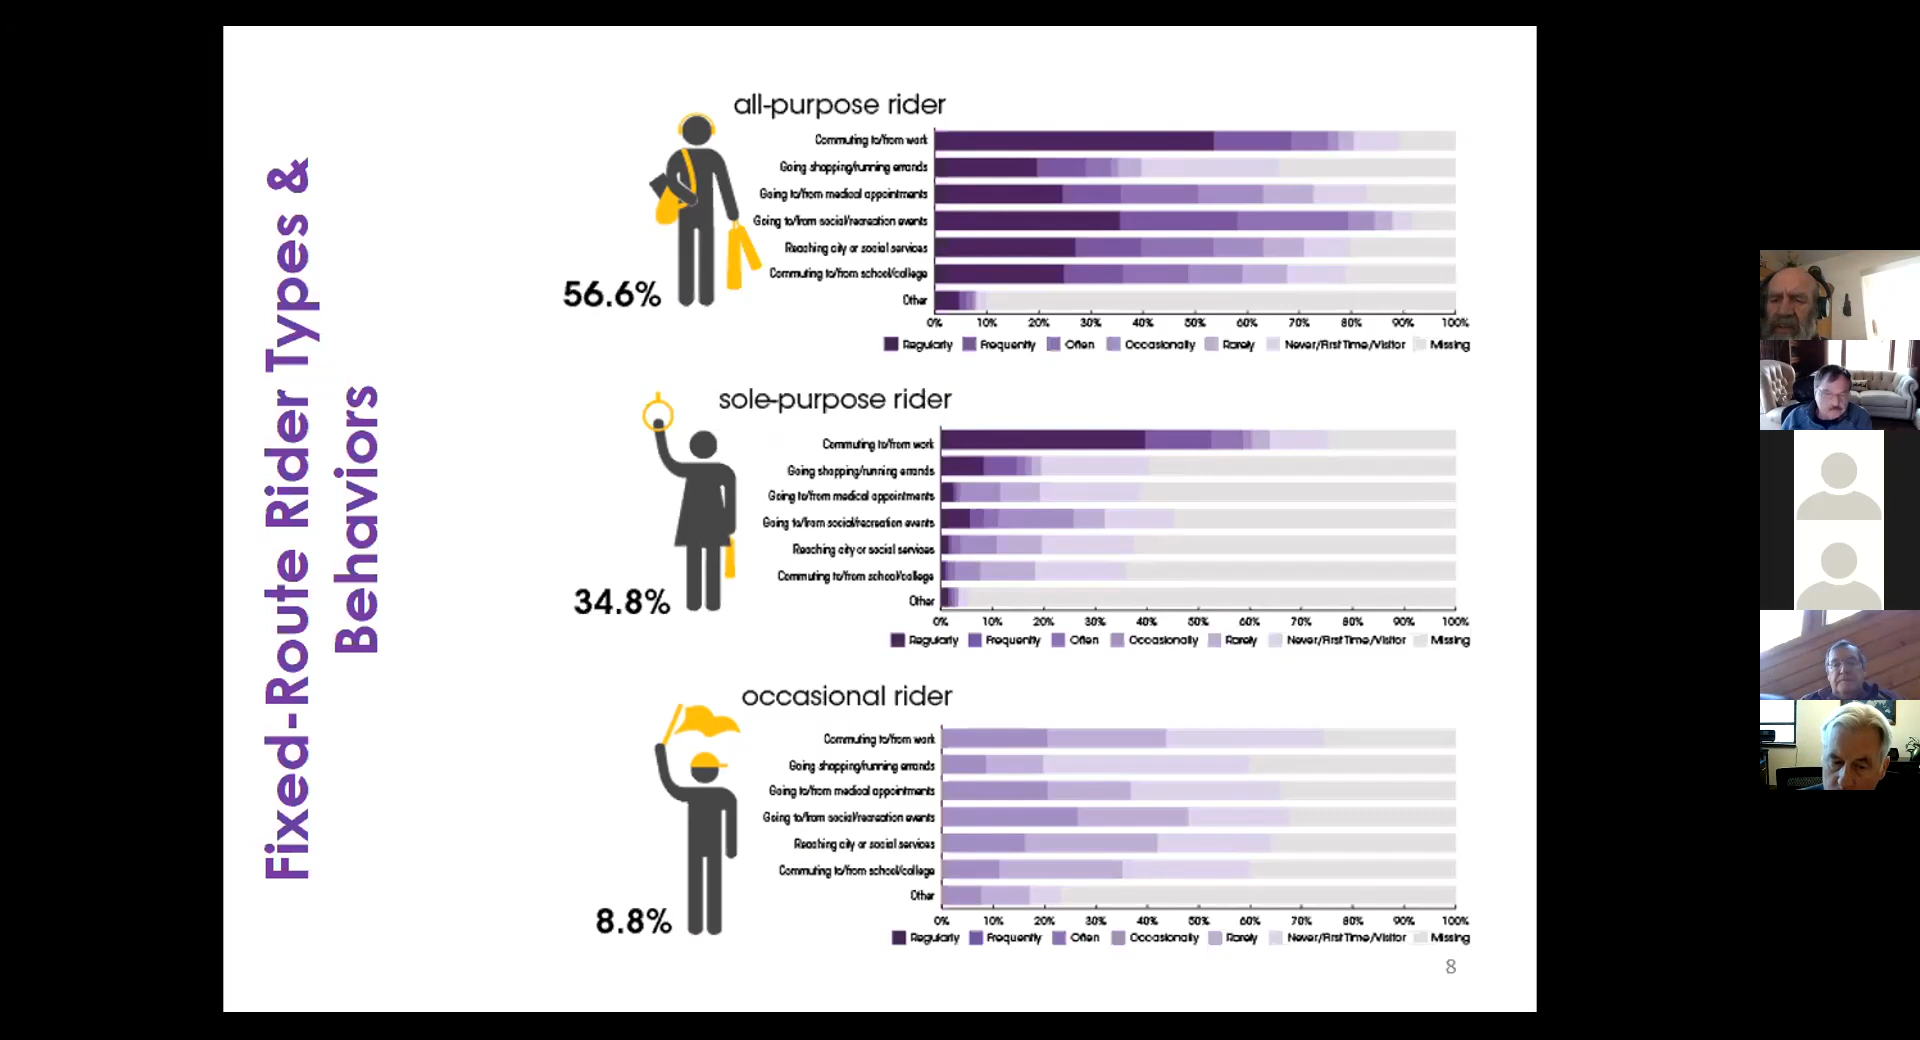 Fixed-Route Rider Types &
Behaviors
all-purpose rider
56.6%
Commuting to/from work
Going shopping/running errands
Going to/from medical appointments
Going to/from social/recreation events
Reaching city or social services
Commuting to/from school/college
Other
0% 10% 20% 30% 40% 50% 60% 70% 80% 90% 100%
Regularly Frequently Often Occasionally Rarely Never/First Time/Visitor Missing
sole-purpose rider
34.8%
Commuting to/from work
Going shopping/running errands
Going to/from medical appointments
Going to/from social/recreation events
Reaching city or social services
Commuting to/from school/college
Other
0% 10% 20% 30% 40% 50% 60% 70% 80% 90% 100%
Regularly Frequently Often Occasionally Rarely Never/First Time/Visitor Missing
occasional rider
8.8%
Commuting to/from work
Going shopping/running errands
Going to/from medical appointments
Going to/from social/recreation events
Reaching city or social services
Commuting to/from school/college
Other
0% 10% 20% 30% 40% 50% 60% 70% 80% 90% 100%
Regularly Frequently Often Occasionally Rarely Never/First Time/Visitor Missing
8